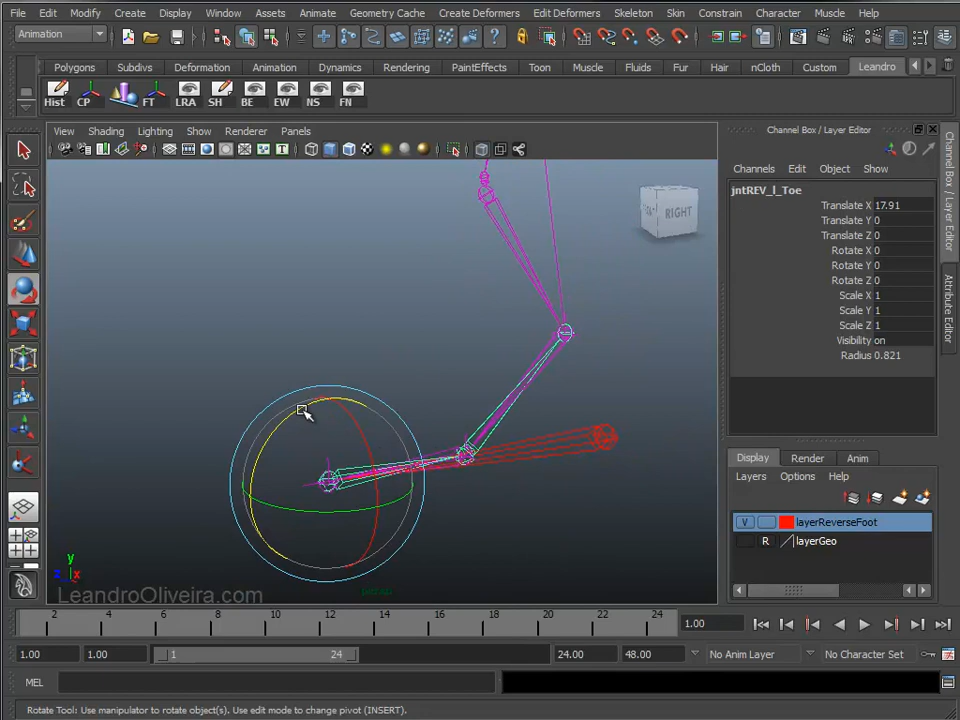 File Edit Modify Create Display Window Assets Animate Geometry Cache Create Deformers Edit Deformers Skeleton Skin Constrain Character Muscle Help
Animation
Polygons Subdivs Deformation Animation Dynamics Rendering PaintEffects Toon Muscle Fluids Fur Hair nCloth Custom Leandro
Hist CP FT LRA SH BE EW NS FN
View Shading Lighting Show Renderer Panels
Channel Box / Layer Editor
Channels Edit Object Show
jntREV_l_Toe
Translate X 17.91
Translate Y 0
Translate Z 0
Rotate X 0
Rotate Y 0
Rotate Z 0
Scale X 1
Scale Y 1
Scale Z 1
Visibility on
Radius 0.821
RIGHT
Channel Box / Layer Editor
Attribute Editor
Display Render Anim
Layers Options Help
V layerReverseFoot
R layerGeo
y
z x
LeandroOliveira.com
2 4 6 8 10 12 14 16 18 20 22 24
1.00
1.00 1.00 1 24 24.00 48.00 No Anim Layer No Character Set
MEL
Rotate Tool: Use manipulator to rotate object(s). Use edit mode to change pivot (INSERT).